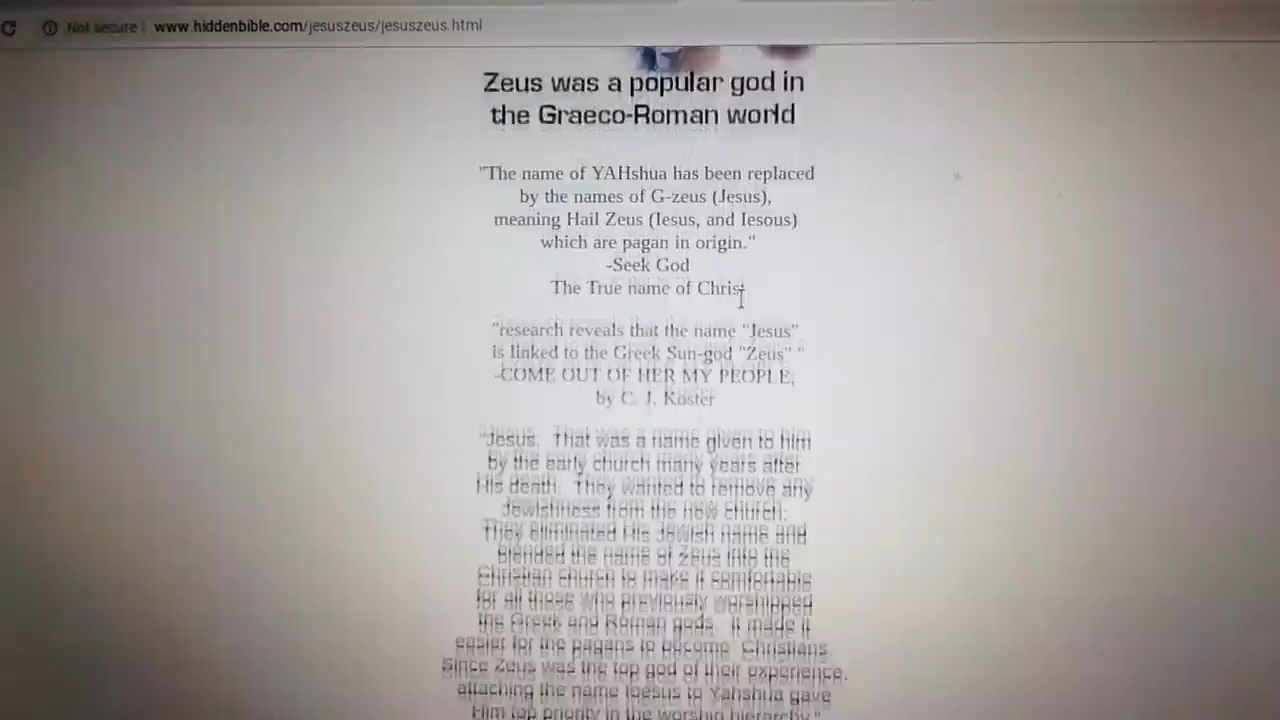 Not secure | www.hiddenbible.com/jesuszeus/jesuszeus.html
Zeus was a popular god in
the Graeco-Roman world
"The name of YAHshua has been replaced
by the names of G-zeus (Jesus),
meaning Hail Zeus (Iesus, and Iesous)
which are pagan in origin."
-Seek God
The True name of Christ
"research reveals that the name "Jesus"
is linked to the Greek Sun-god "Zeus" "
-COME OUT OF HER MY PEOPLE,
by C. J. Koster
"Jesus. That was a name given to him
by the early church many years after
His death. They wanted to remove any
Jewishness from the new church.
They eliminated His Jewish name and
blended the name of Zeus into the
Christian church to make it comfortable
for all those who previously worshipped
the Greek and Roman gods. It made it
easier for the pagans to become Christians.
Since Zeus was the top god of their experience,
attaching the name Ioesus to Yahshua gave
Him top priority in the worship hierarchy."